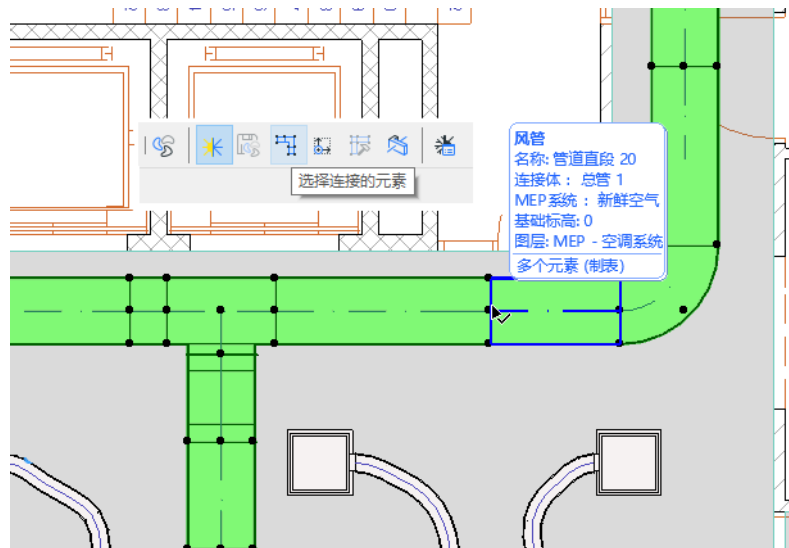 选择连接的元素
风管
名称: 管道直段 20
连接体： 总管 1
MEP系统 ：新鲜空气
基础标高: 0
图层: MEP - 空调系统
多个元素 (制表)